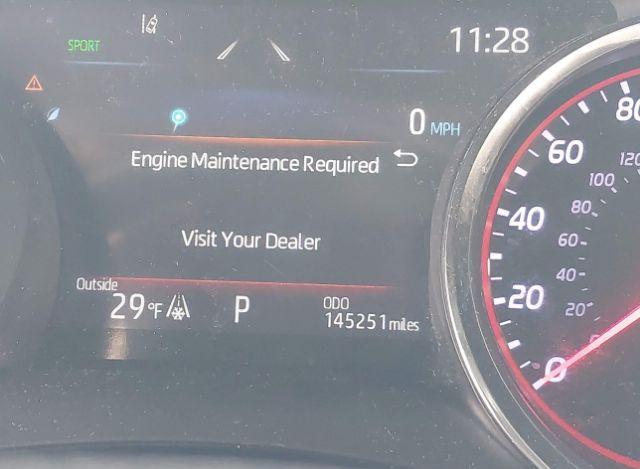 SPORT
11:28
0 MPH
Engine Maintenance Required
Visit Your Dealer
Outside
29°F P ODO
145251 miles
80
60
40
20
0
120
100
80
60
40
20